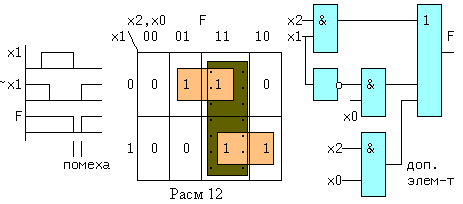 x2,x0 F
x1 00 01 11 10
0 0 1 1 0
1 0 0 1 1
x1
~x1
F
помеха
x2
x1
&
1
F
&
x0
x2
&
x0
доп.
элем-т
Расм 12